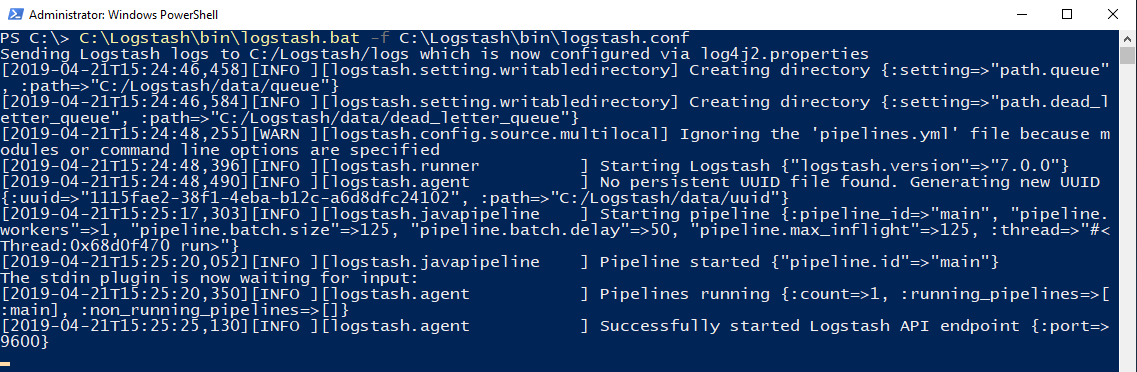 Administrator: Windows PowerShell
PS C:\> C:\Logstash\bin\logstash.bat -f C:\Logstash\bin\logstash.conf
Sending Logstash logs to C:/Logstash/logs which is now configured via log4j2.properties
[2019-04-21T15:24:46,458][INFO ][logstash.setting.writabledirectory] Creating directory {:setting=>"path.queue"
, :path=>"C:/Logstash/data/queue"}
[2019-04-21T15:24:46,584][INFO ][logstash.setting.writabledirectory] Creating directory {:setting=>"path.dead_l
etter_queue", :path=>"C:/Logstash/data/dead_letter_queue"}
[2019-04-21T15:24:48,255][WARN ][logstash.config.source.multilocal] Ignoring the 'pipelines.yml' file because m
odules or command line options are specified
[2019-04-21T15:24:48,396][INFO ][logstash.runner          ] Starting Logstash {"logstash.version"=>"7.0.0"}
[2019-04-21T15:24:48,490][INFO ][logstash.agent           ] No persistent UUID file found. Generating new UUID
{:uuid=>"1115fae2-38f1-4eba-b12c-a6d8dfc24102", :path=>"C:/Logstash/data/uuid"}
[2019-04-21T15:25:17,303][INFO ][logstash.javapipeline    ] Starting pipeline {:pipeline_id=>"main", "pipeline.
workers"=>1, "pipeline.batch.size"=>125, "pipeline.batch.delay"=>50, "pipeline.max_inflight"=>125, :thread=>"#<
Thread:0x68d0f470 run>"}
[2019-04-21T15:25:20,052][INFO ][logstash.javapipeline    ] Pipeline started {"pipeline.id"=>"main"}
The stdin plugin is now waiting for input:
[2019-04-21T15:25:20,350][INFO ][logstash.agent           ] Pipelines running {:count=>1, :running_pipelines=>[
:main], :non_running_pipelines=>[]}
[2019-04-21T15:25:25,130][INFO ][logstash.agent           ] Successfully started Logstash API endpoint {:port=>
9600}